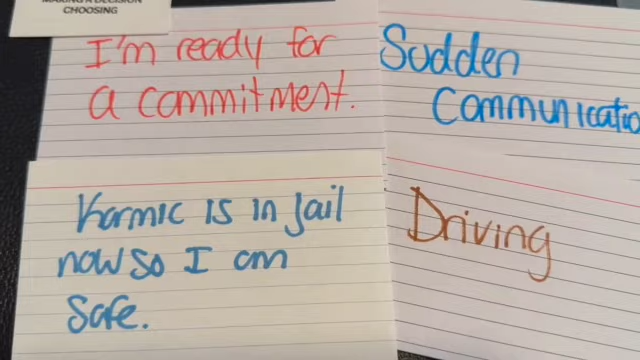 MAKING A DECISION
CHOOSING
I'm ready for
a commitment.
Sudden
Communicatio
Karmic is in Jail
now so I am
safe.
Driving